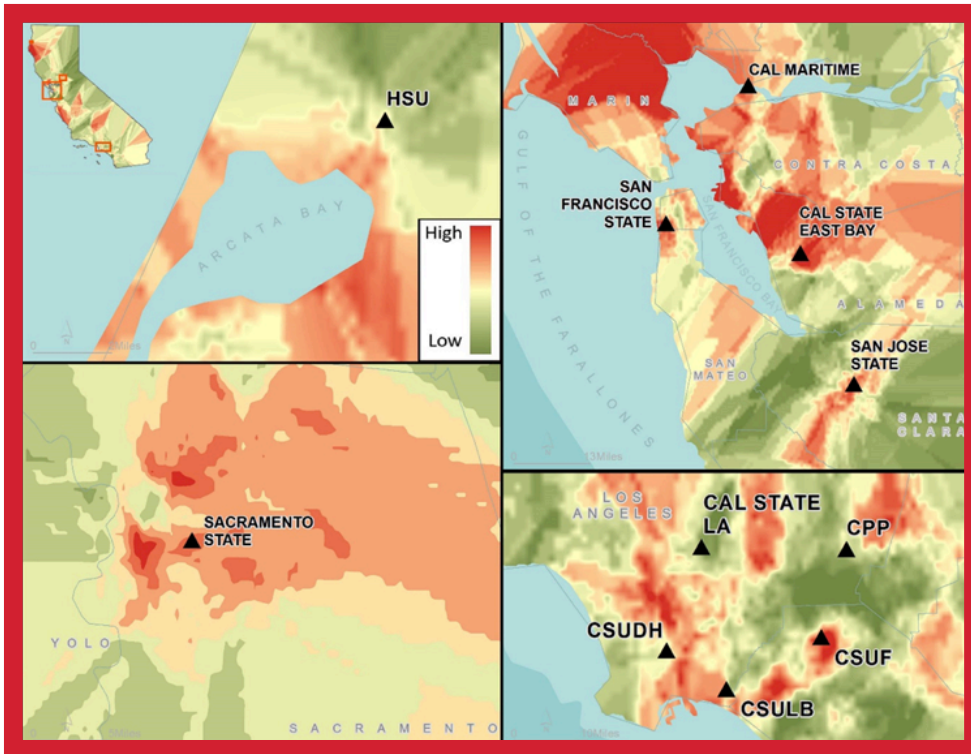 HSU
ARCATA BAY
High
Low
CAL MARITIME
MARIN
CONTRA COSTA
SAN
FRANCISCO
STATE
SAN FRANCISCO BAY
CAL STATE
EAST BAY
GULF OF THE FARALLONES
ALAMEDA
SAN JOSE
STATE
SAN
MATEO
SANTA
CLARA
13Miles
SACRAMENTO
STATE
YOLO
SACRAMENTO
LOS
ANGELES
CAL STATE
LA
CPP
CSUDH
CSUF
CSULB